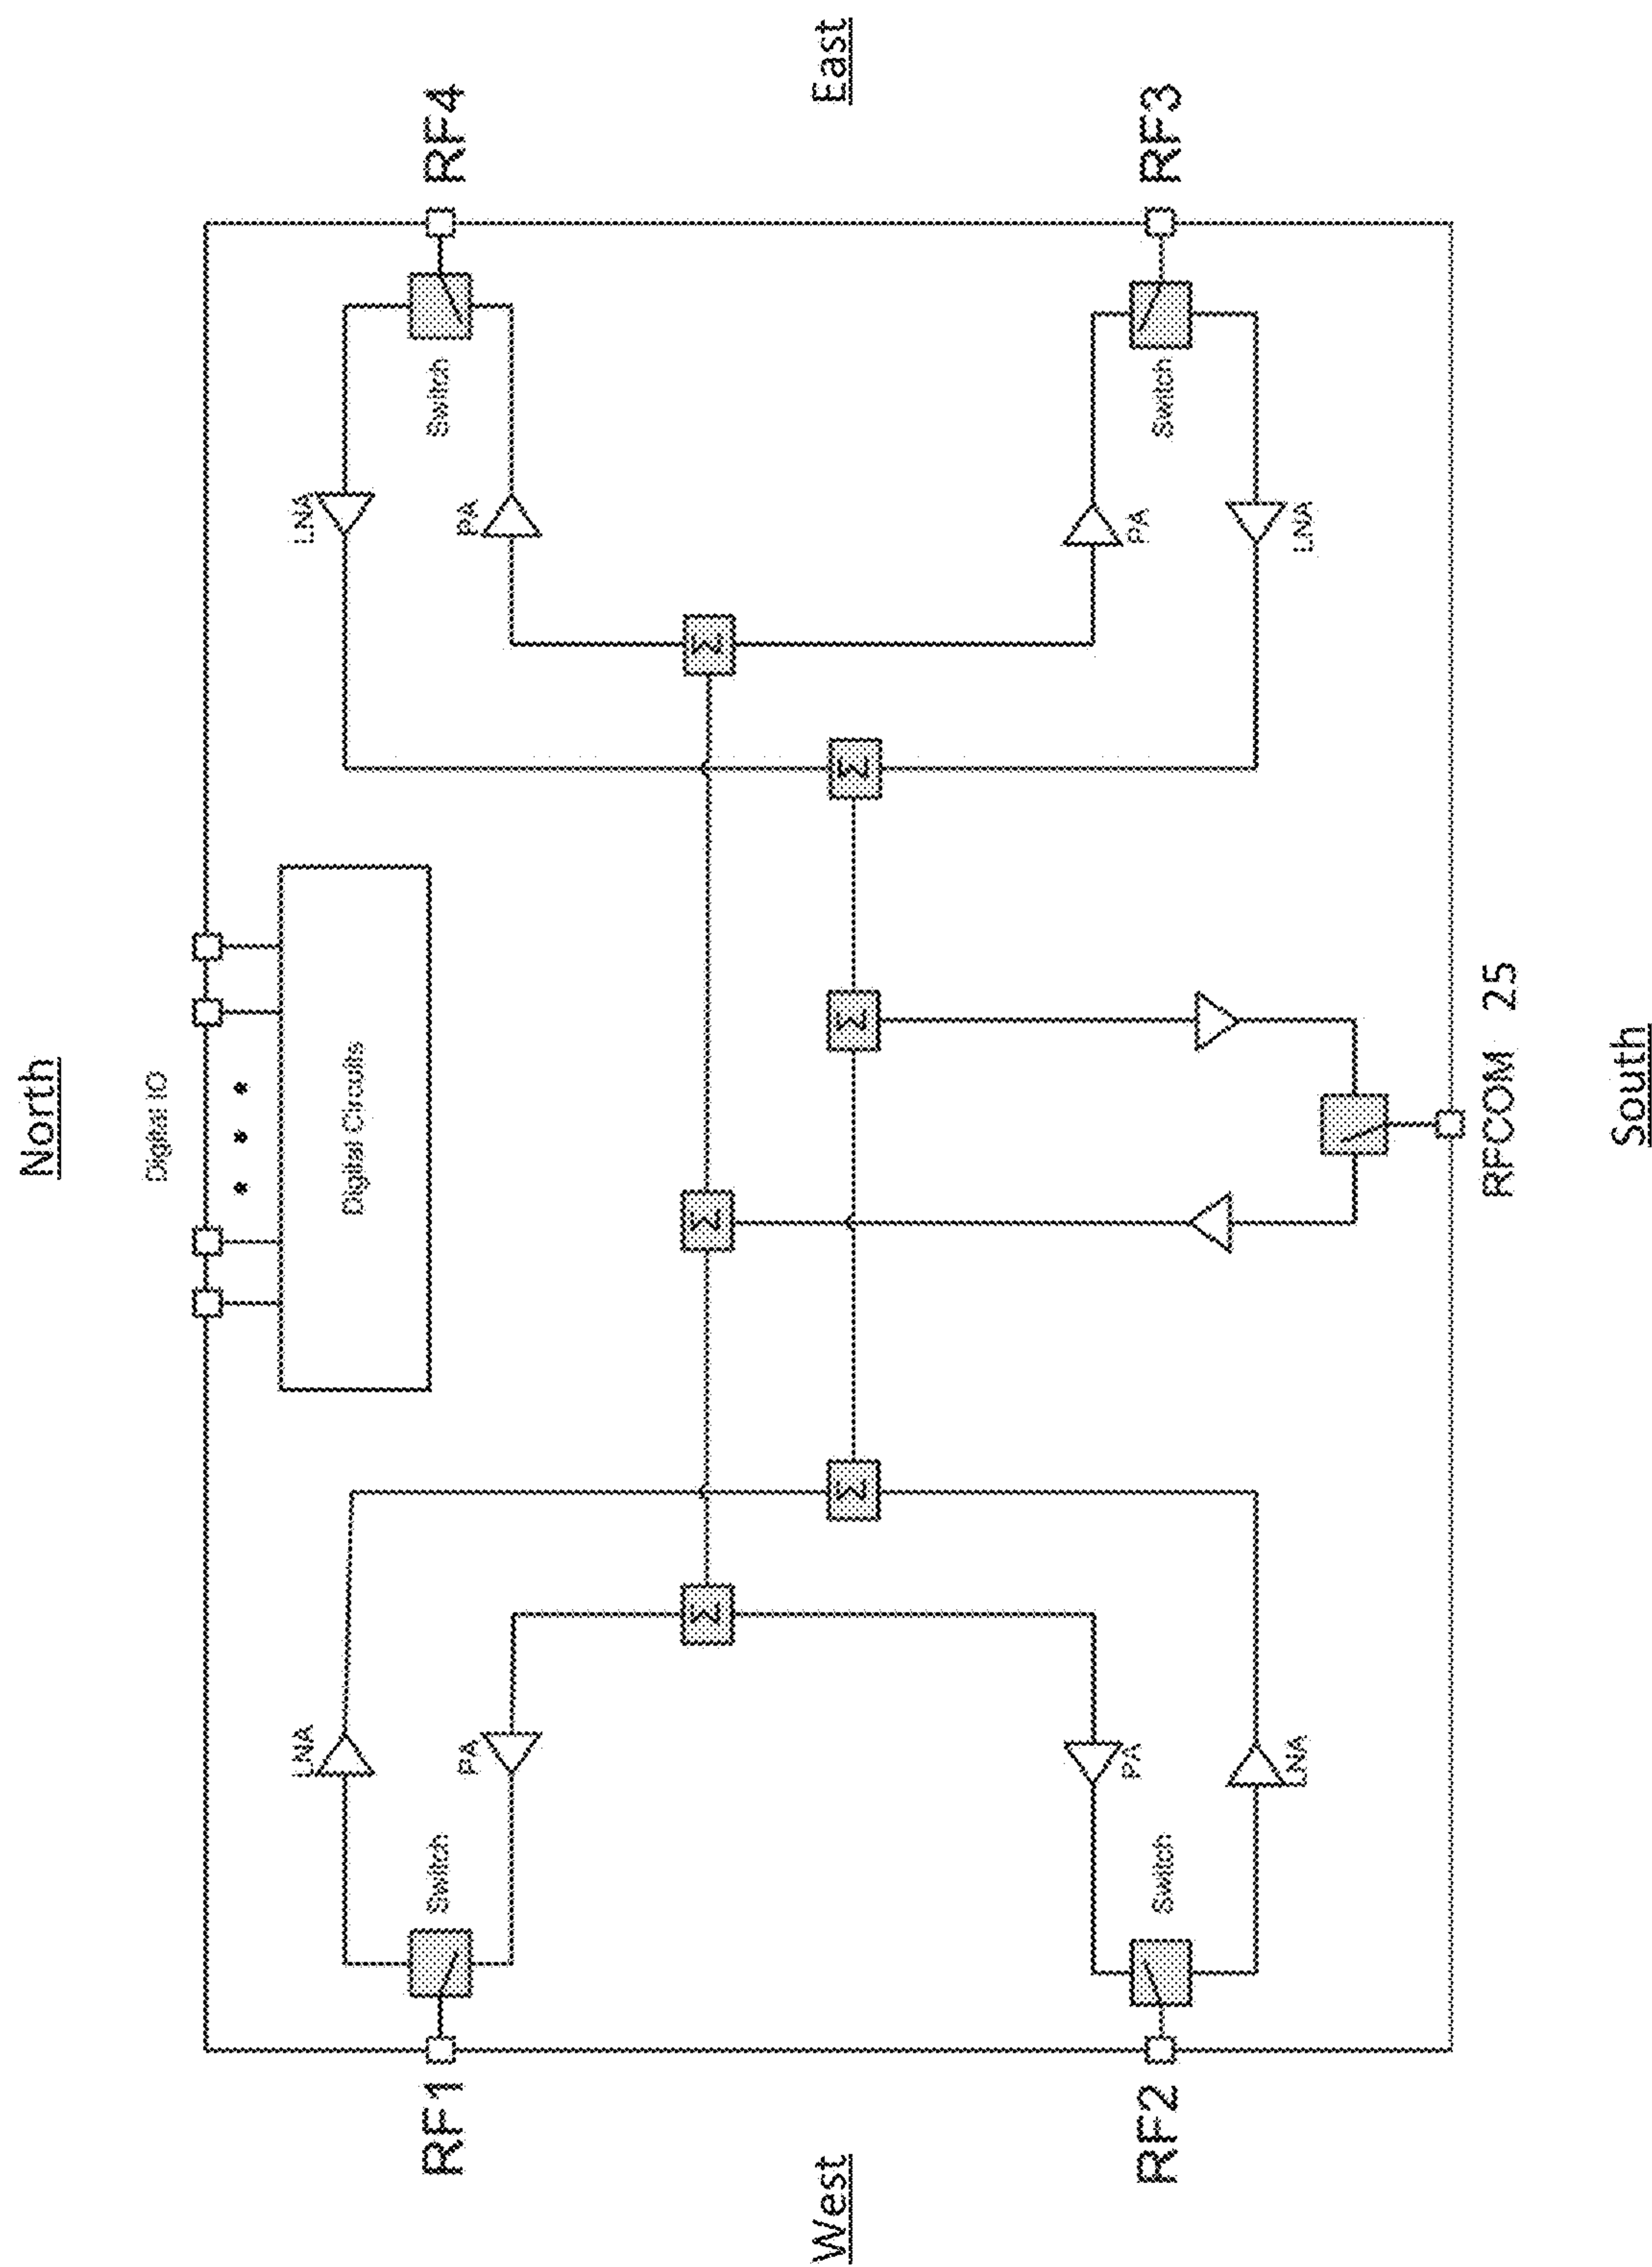 North
Digital IO
Digital Circuits
LNA
LNA
RF1
Switch
Switch
RF4
PA
PA
Σ
Σ
Σ
West
East
Σ
Σ
Σ
PA
PA
RF2
Switch
Switch
RF3
LNA
LNA
RFCOM 25
South